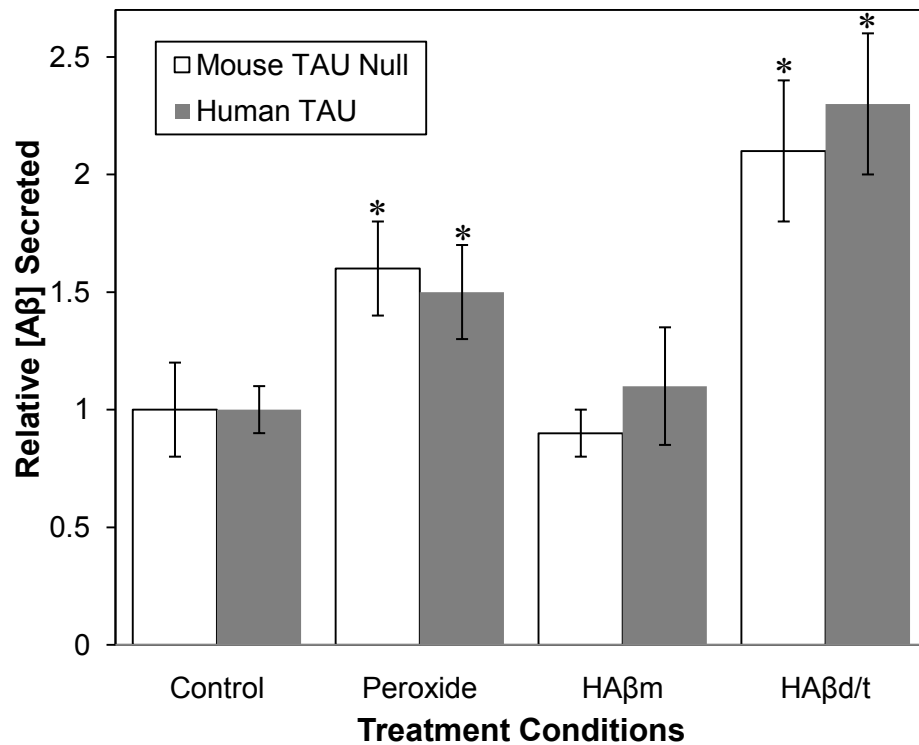 Relative [Aβ] Secreted
2.5
2
1.5
1
0.5
0
Mouse TAU Null
Human TAU
*
*
*
*
Control Peroxide HAβm HAβd/t
Treatment Conditions